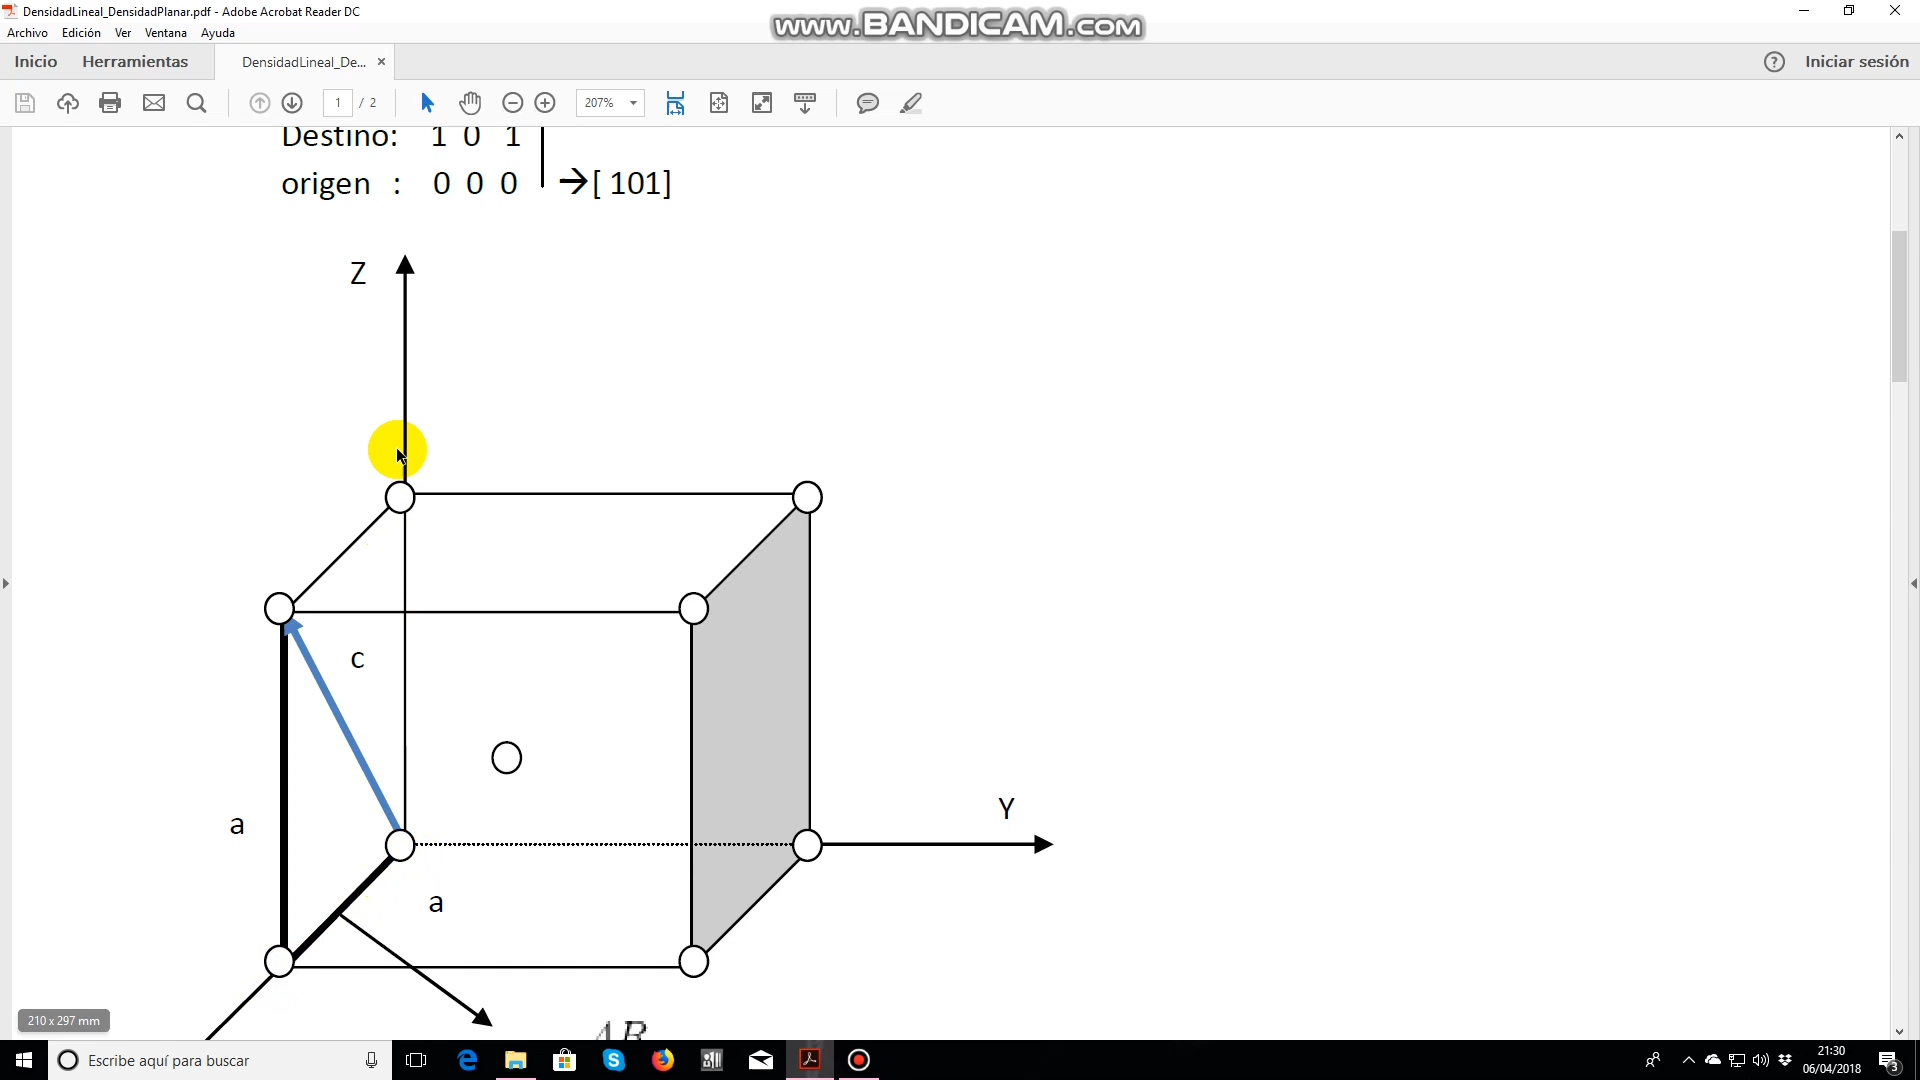 DensidadLineal_DensidadPlanar.pdf - Adobe Acrobat Reader DC
www.BANDICAM.com
Archivo Edición Ver Ventana Ayuda
Inicio Herramientas DensidadLineal_De... × Iniciar sesión
1 / 2 207%
Destino: 1 0 1
origen : 0 0 0 →[ 101]
Z
c
Y
a
a
210 x 297 mm
Escribe aquí para buscar
21:30
06/04/2018
3